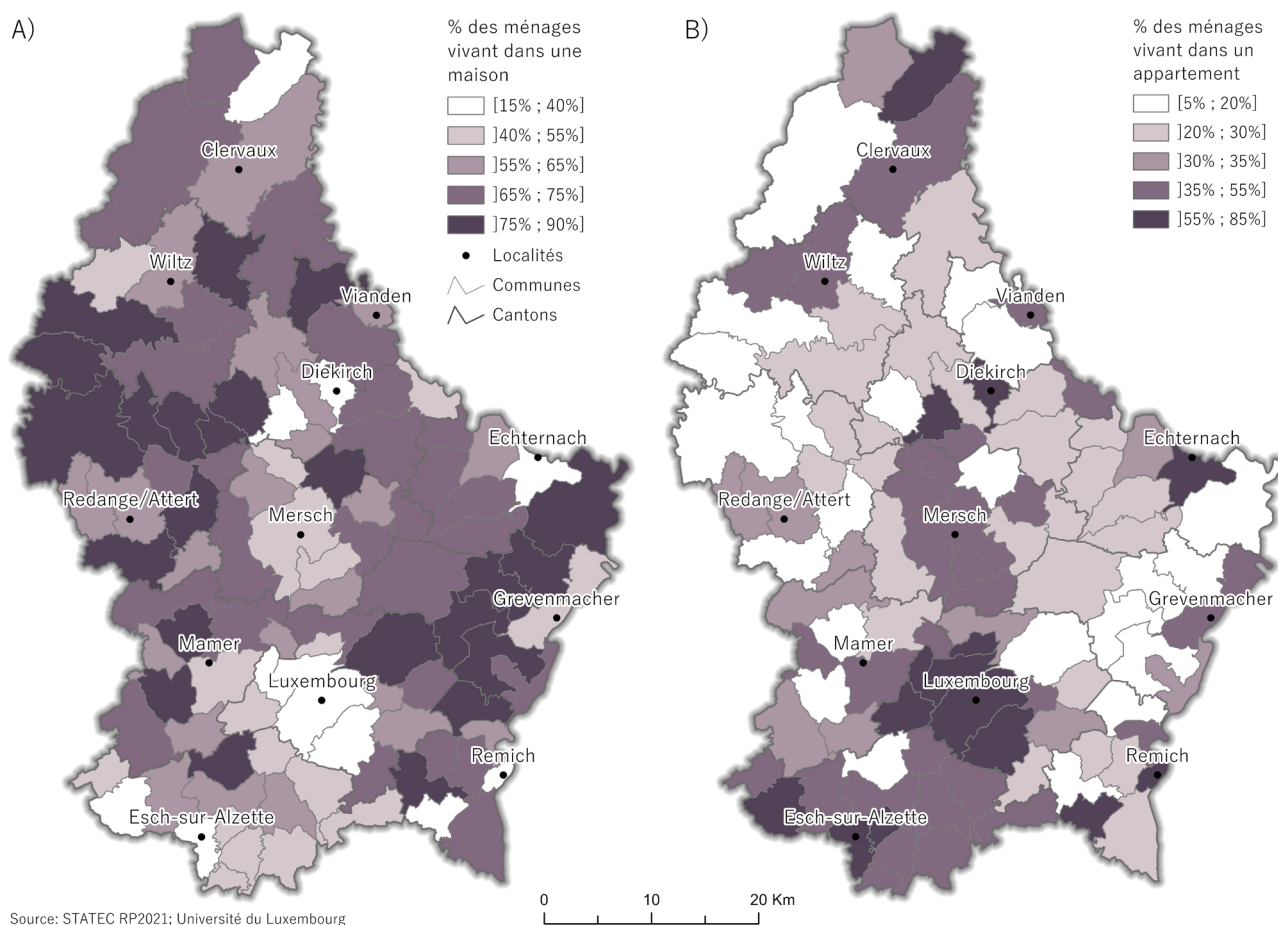 A)
% des ménages
vivant dans une
maison
[15% ; 40%]
]40% ; 55%]
]55% ; 65%]
]65% ; 75%]
]75% ; 90%]
Localités
Communes
Cantons
Clervaux
Wiltz
Vianden
Diekirch
Echternach
Redange/Attert
Mersch
Grevenmacher
Mamer
Luxembourg
Remich
Esch-sur-Alzette
B)
% des ménages
vivant dans un
appartement
[5% ; 20%]
]20% ; 30%]
]30% ; 35%]
]35% ; 55%]
]55% ; 85%]
Clervaux
Wiltz
Vianden
Diekirch
Echternach
Redange/Attert
Mersch
Grevenmacher
Mamer
Luxembourg
Remich
Esch-sur-Alzette
0 10 20 Km
Source: STATEC RP2021; Université du Luxembourg